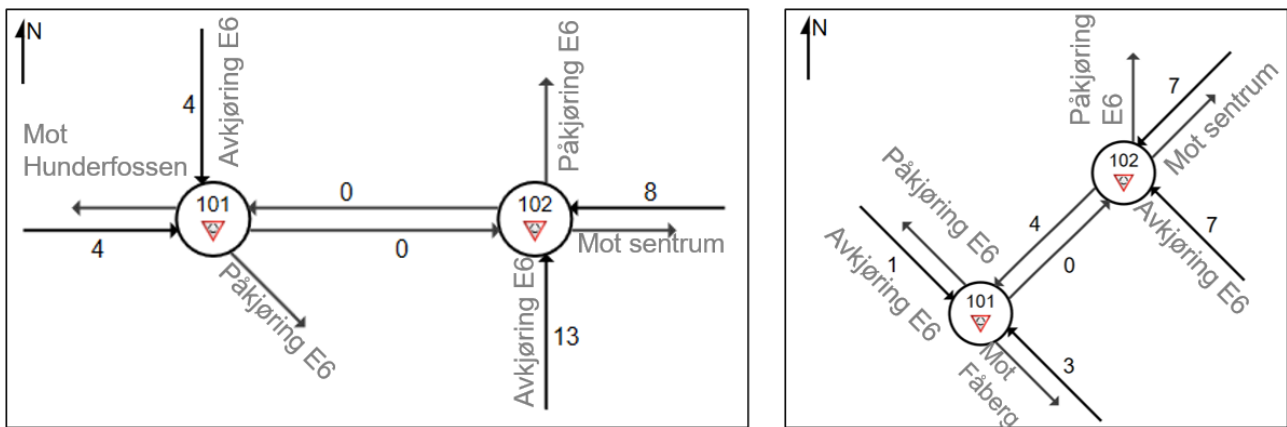 N
Avkjøring E6
Påkjøring E6
4
Mot
Hunderfossen
101
0
102
8
4
0
Mot sentrum
Påkjøring E6
Avkjøring E6
13
N
Påkjøring
E6
7
Mot sentrum
102
Påkjøring E6
4
Avkjøring E6
7
Avkjøring E6
1
0
101
Mot
Fåberg
3